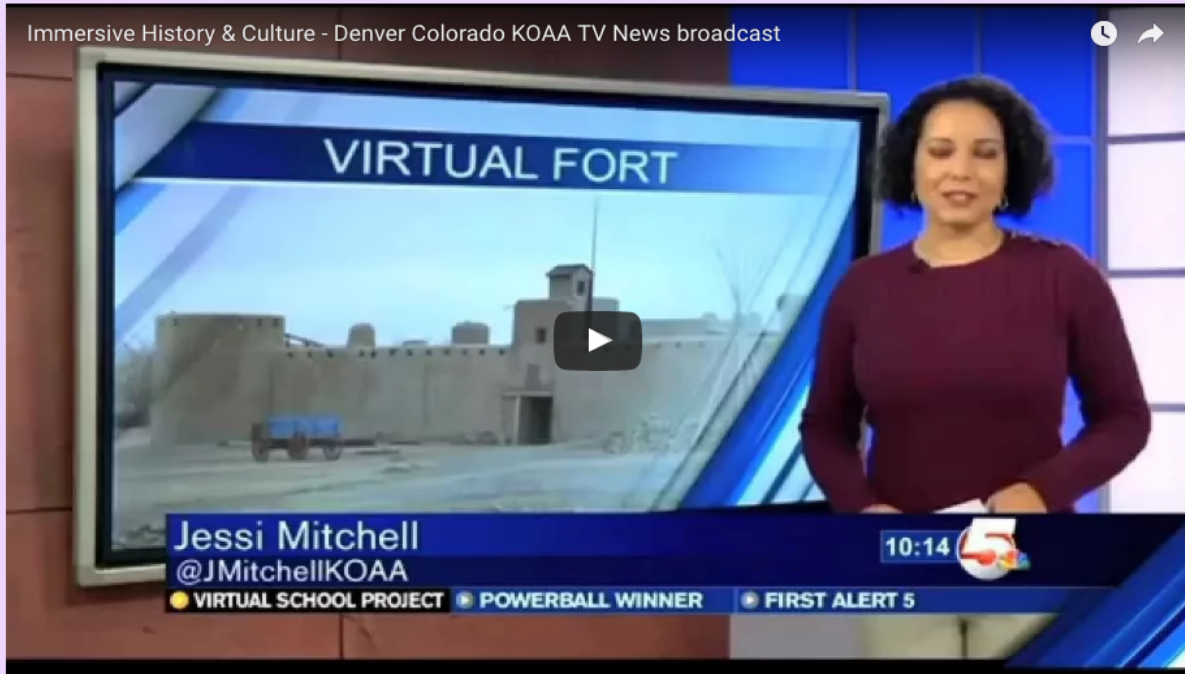 Immersive History & Culture - Denver Colorado KOAA TV News broadcast
VIRTUAL FORT
Jessi Mitchell
@JMitchellKOAA
10:14 5
VIRTUAL SCHOOL PROJECT POWERBALL WINNER FIRST ALERT 5